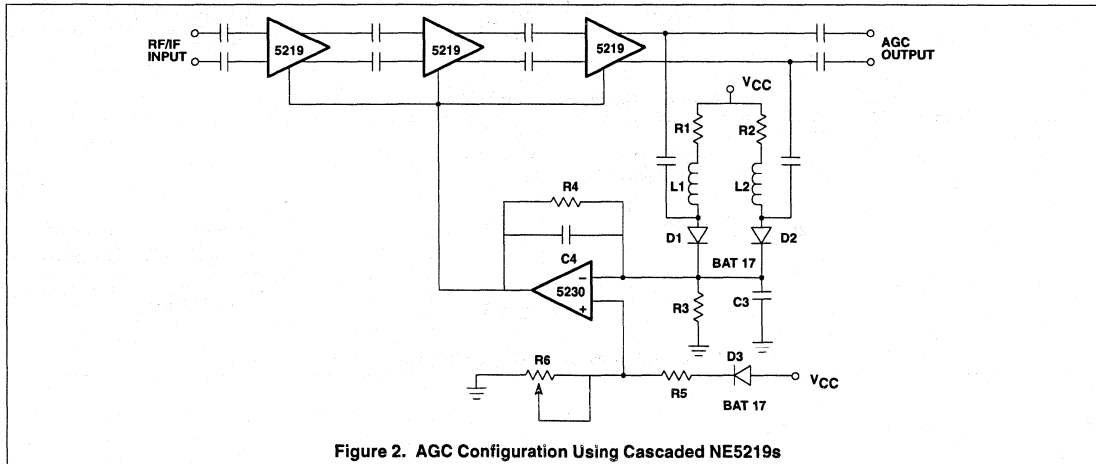 RF/IF
INPUT
5219
5219
5219
AGC
OUTPUT
VCC
R1
R2
L1
L2
R4
C4
D1
D2
BAT 17
5230
−
+
R3
C3
R6
R5
D3
VCC
BAT 17
Figure 2. AGC Configuration Using Cascaded NE5219s